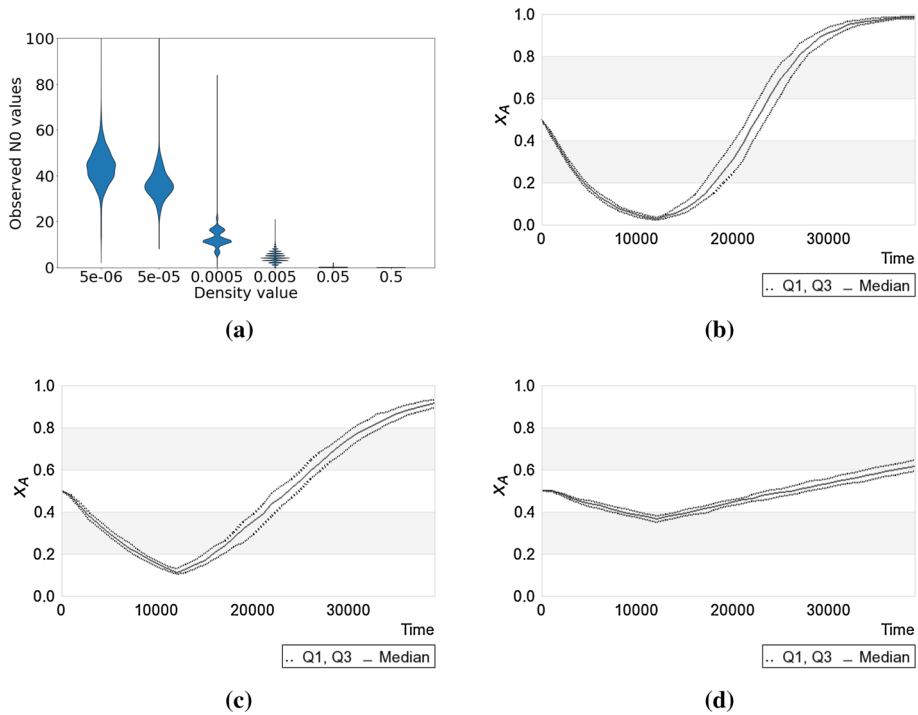 100
80
60
40
20
0
Observed N0 values
5e-06 5e-05 0.0005 0.005 0.05 0.5
Density value
(a)
1.0
0.8
0.6
0.4
0.2
0.0
x_A
0 10000 20000 30000
Time
.. Q1, Q3 — Median
(b)
1.0
0.8
0.6
0.4
0.2
0.0
x_A
0 10000 20000 30000
Time
.. Q1, Q3 — Median
(c)
1.0
0.8
0.6
0.4
0.2
0.0
x_A
0 10000 20000 30000
Time
.. Q1, Q3 — Median
(d)